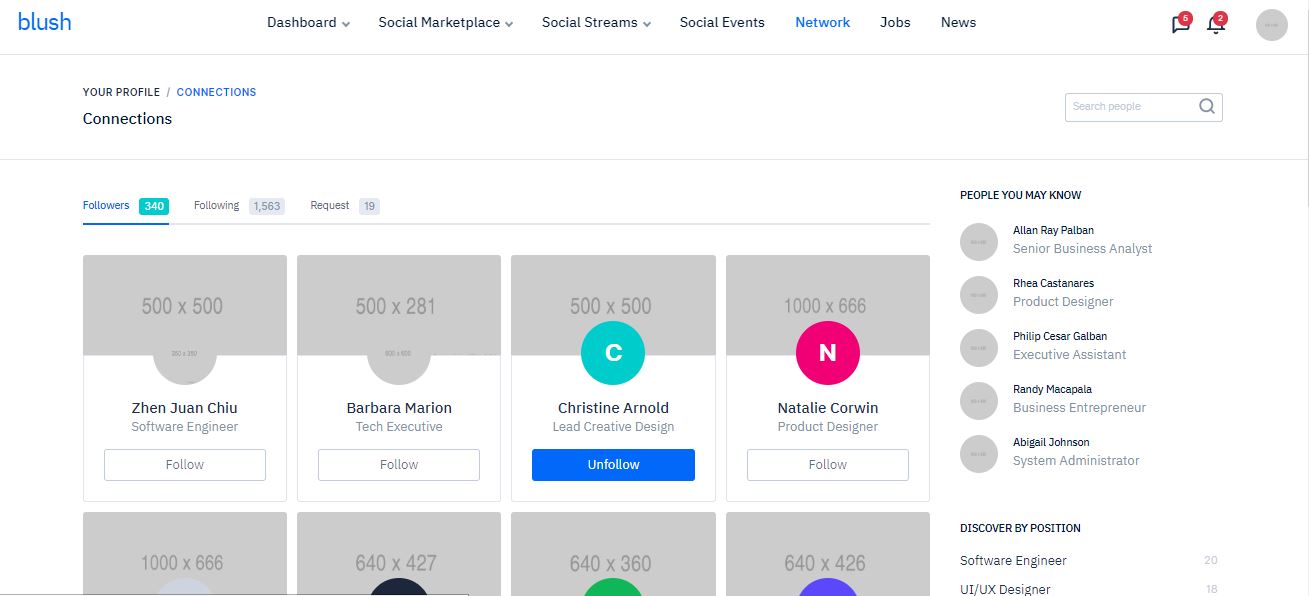 blush
Dashboard Social Marketplace Social Streams Social Events Network Jobs News 5 2
YOUR PROFILE / CONNECTIONS
Connections
Search people
Followers 340 Following 1,563 Request 19
500 x 500
350 x 350
Zhen Juan Chiu
Software Engineer
Follow
500 x 281
600 x 600
Barbara Marion
Tech Executive
Follow
500 x 500
C
Christine Arnold
Lead Creative Design
Unfollow
1000 x 666
N
Natalie Corwin
Product Designer
Follow
1000 x 666
640 x 427
640 x 360
640 x 426
PEOPLE YOU MAY KNOW
Allan Ray Palban
Senior Business Analyst
Rhea Castanares
Product Designer
Philip Cesar Galban
Executive Assistant
Randy Macapala
Business Entrepreneur
Abigail Johnson
System Administrator
DISCOVER BY POSITION
Software Engineer 20
UI/UX Designer 18